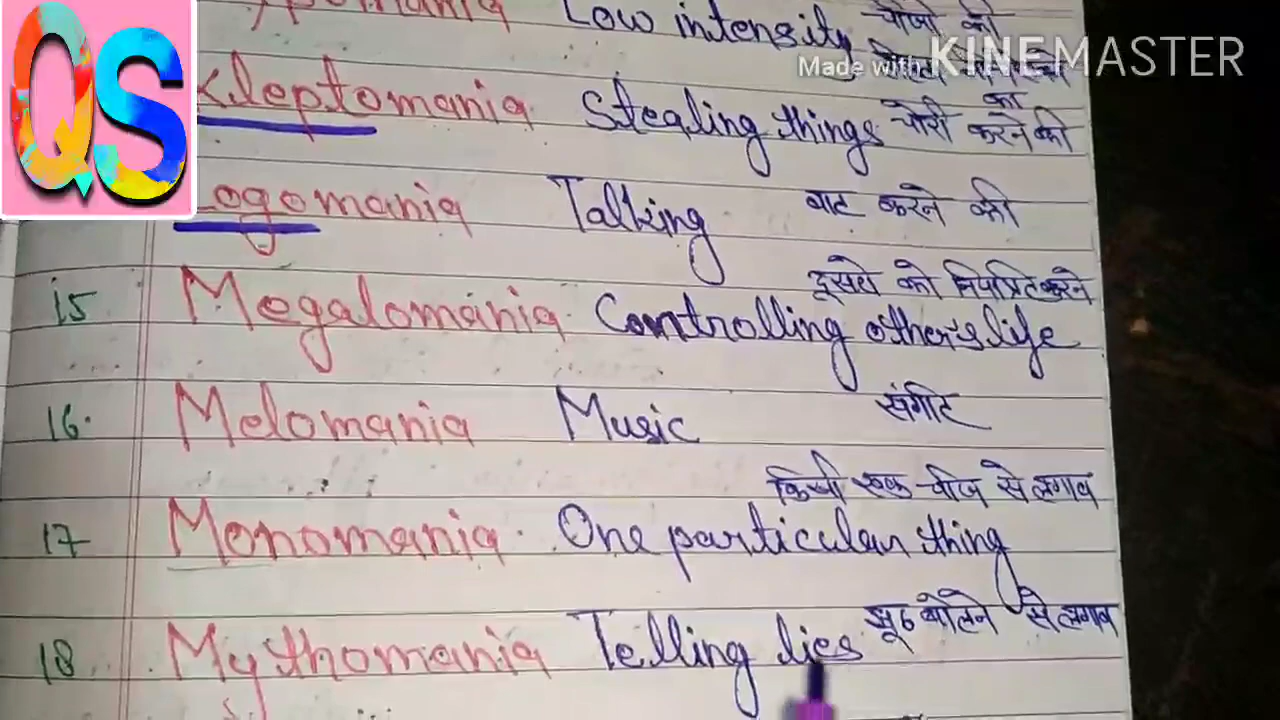 Low intensity चीजो की
Made with KINEMASTER
QS
Kleptomania Stealing things चोरी करने की
Logomania Talking बात करने की
दूसरो को नियंत्रित करने
15 Megalomania Controlling other's life
16. Melomania Music संगीत
किसी एक चीज से लगाव
17 Monomania. One particular thing
18 Mythomania Telling lies झूठ बोलने से लगाव